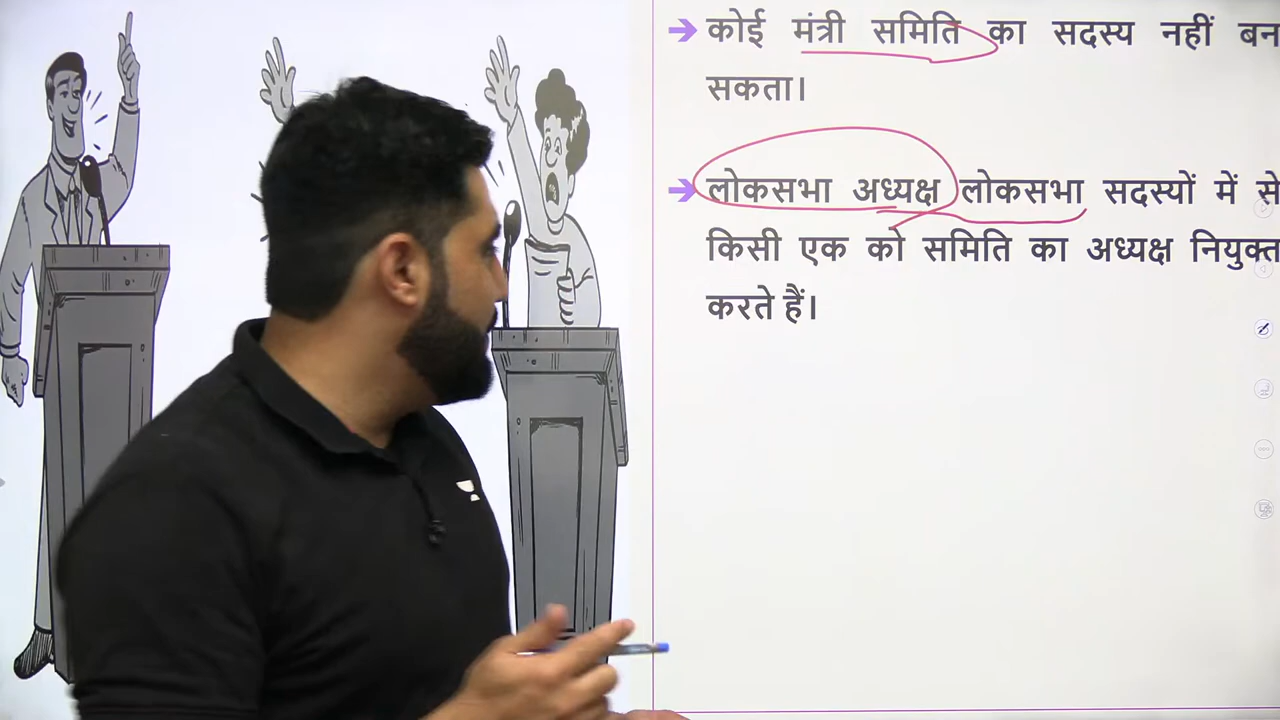 कोई मंत्री समिति का सदस्य नहीं बन
सकता।
लोकसभा अध्यक्ष लोकसभा सदस्यों में से
किसी एक को समिति का अध्यक्ष नियुक्त
करते हैं।